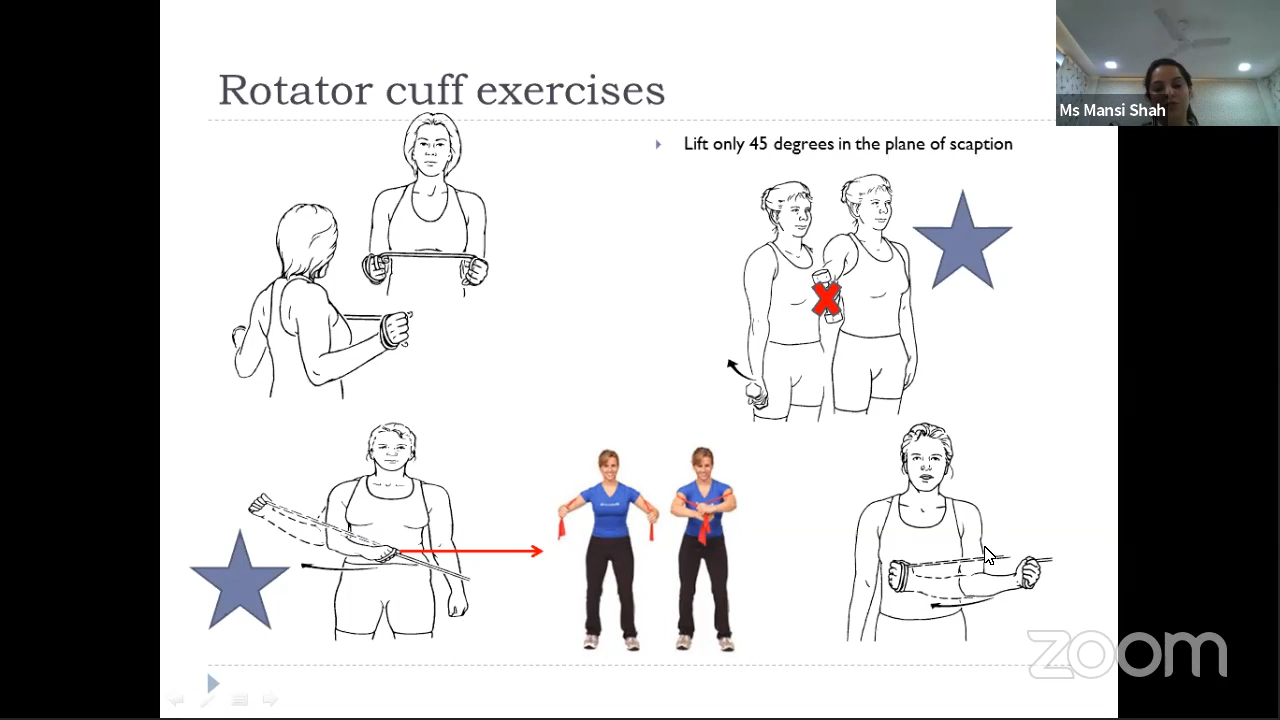 Rotator cuff exercises
Ms Mansi Shah
Lift only 45 degrees in the plane of scaption
zoom